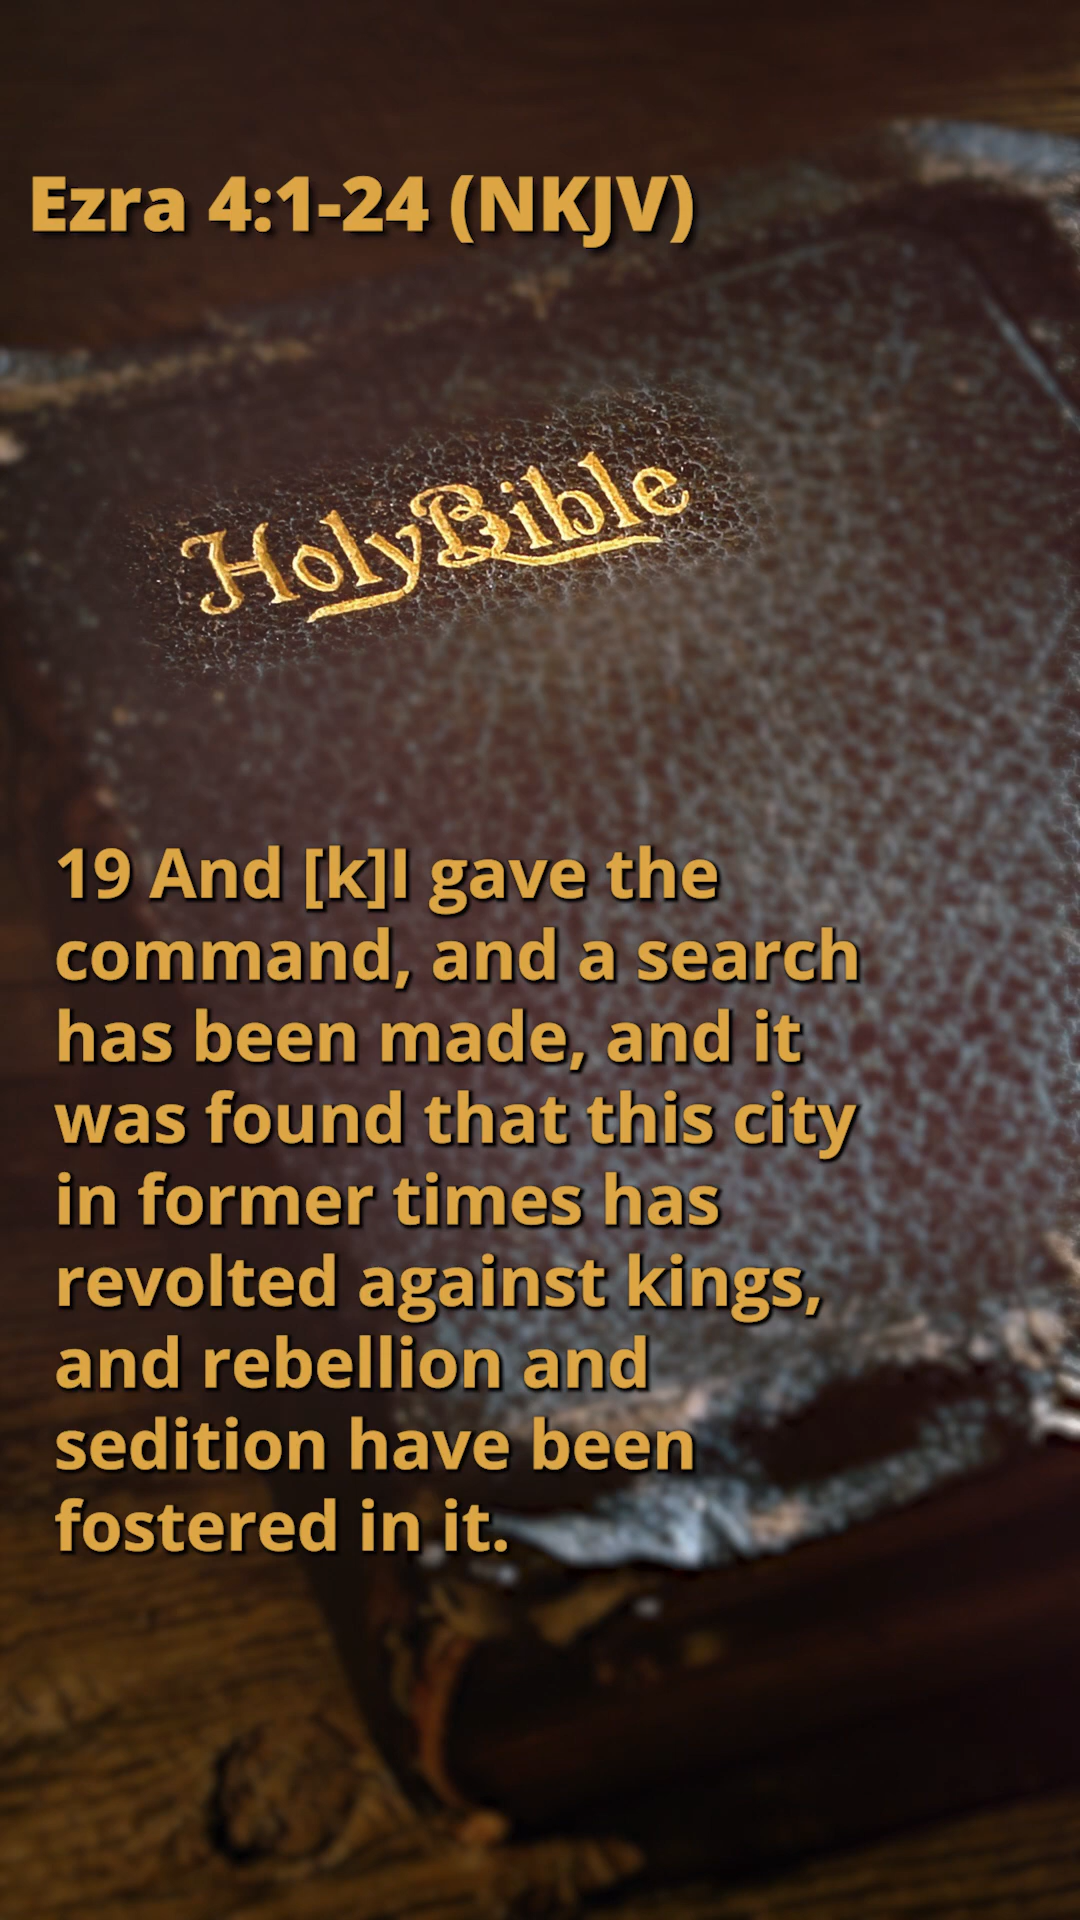 Ezra 4:1-24 (NKJV)
Holy Bible
19 And [k]I gave the
command, and a search
has been made, and it
was found that this city
in former times has
revolted against kings,
and rebellion and
sedition have been
fostered in it.